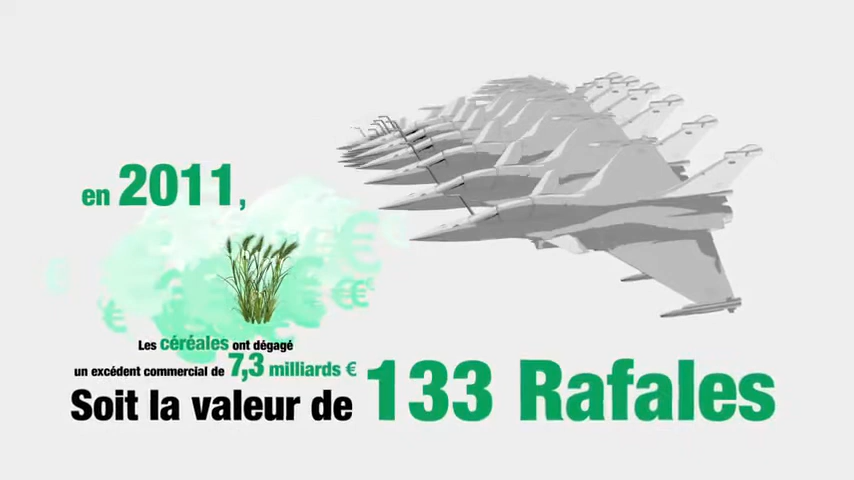 en 2011,
Les céréales ont dégagé
un excédent commercial de 7,3 milliards €
Soit la valeur de 133 Rafales